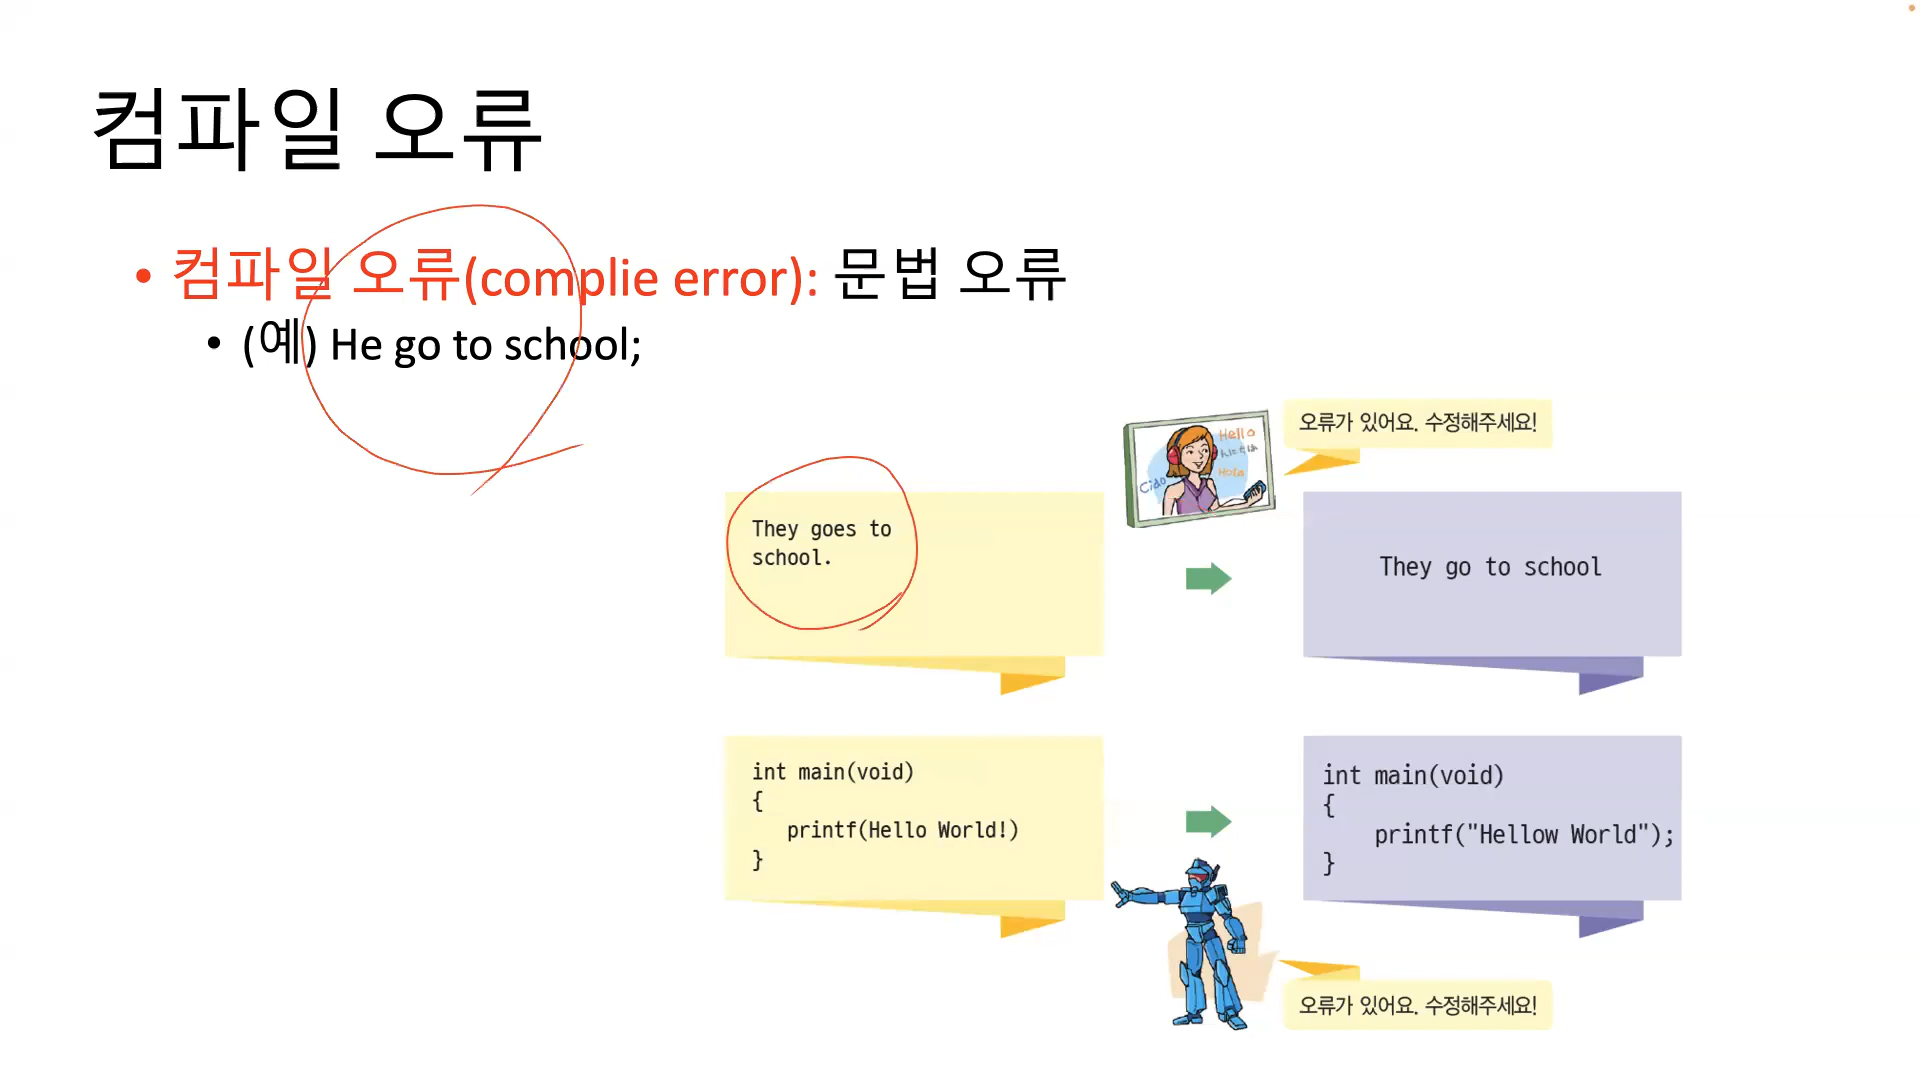 컴파일 오류
• 컴파일 오류(complie error): 문법 오류
• (예) He go to school;
오류가 있어요. 수정해주세요!
Hello
Hola
Ciao
They goes to
school.
They go to school
int main(void)
{
printf(Hello World!)
}
int main(void)
{
printf("Hellow World");
}
오류가 있어요. 수정해주세요!